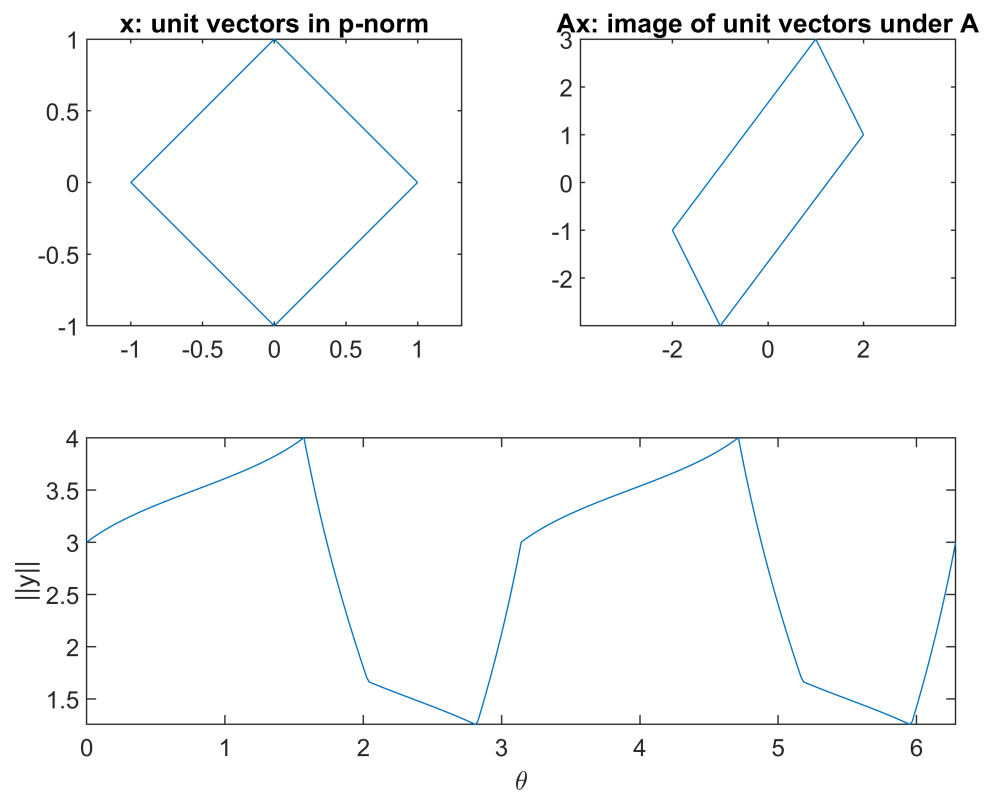 x: unit vectors in p-norm
1
0.5
0
-0.5
-1
-1 -0.5 0 0.5 1
Ax: image of unit vectors under A
3
2
1
0
-1
-2
-2 0 2
4
3.5
3
2.5
2
1.5
||y||
0 1 2 3 4 5 6
θ